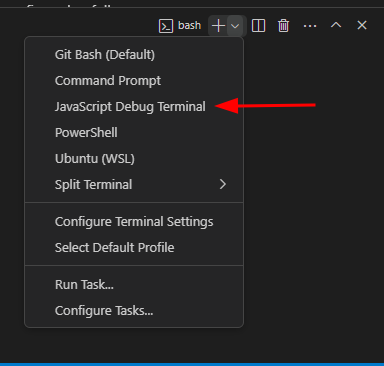 bash
Git Bash (Default)
Command Prompt
JavaScript Debug Terminal
PowerShell
Ubuntu (WSL)
Split Terminal
Configure Terminal Settings
Select Default Profile
Run Task...
Configure Tasks...